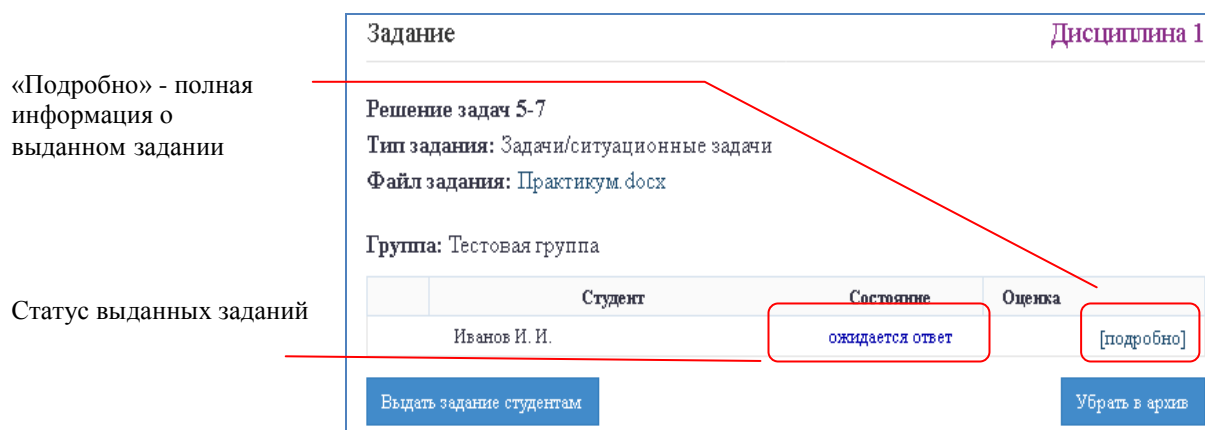 Задание Дисциплина 1
«Подробно» - полная
информация о
выданном задании
Решение задач 5-7
Тип задания: Задачи/ситуационные задачи
Файл задания: Практикум.docx
Группа: Тестовая группа
Студент Состояние Оценка
Статус выданных заданий
Иванов И. И. ожидается ответ [подробно]
Выдать задание студентам Убрать в архив